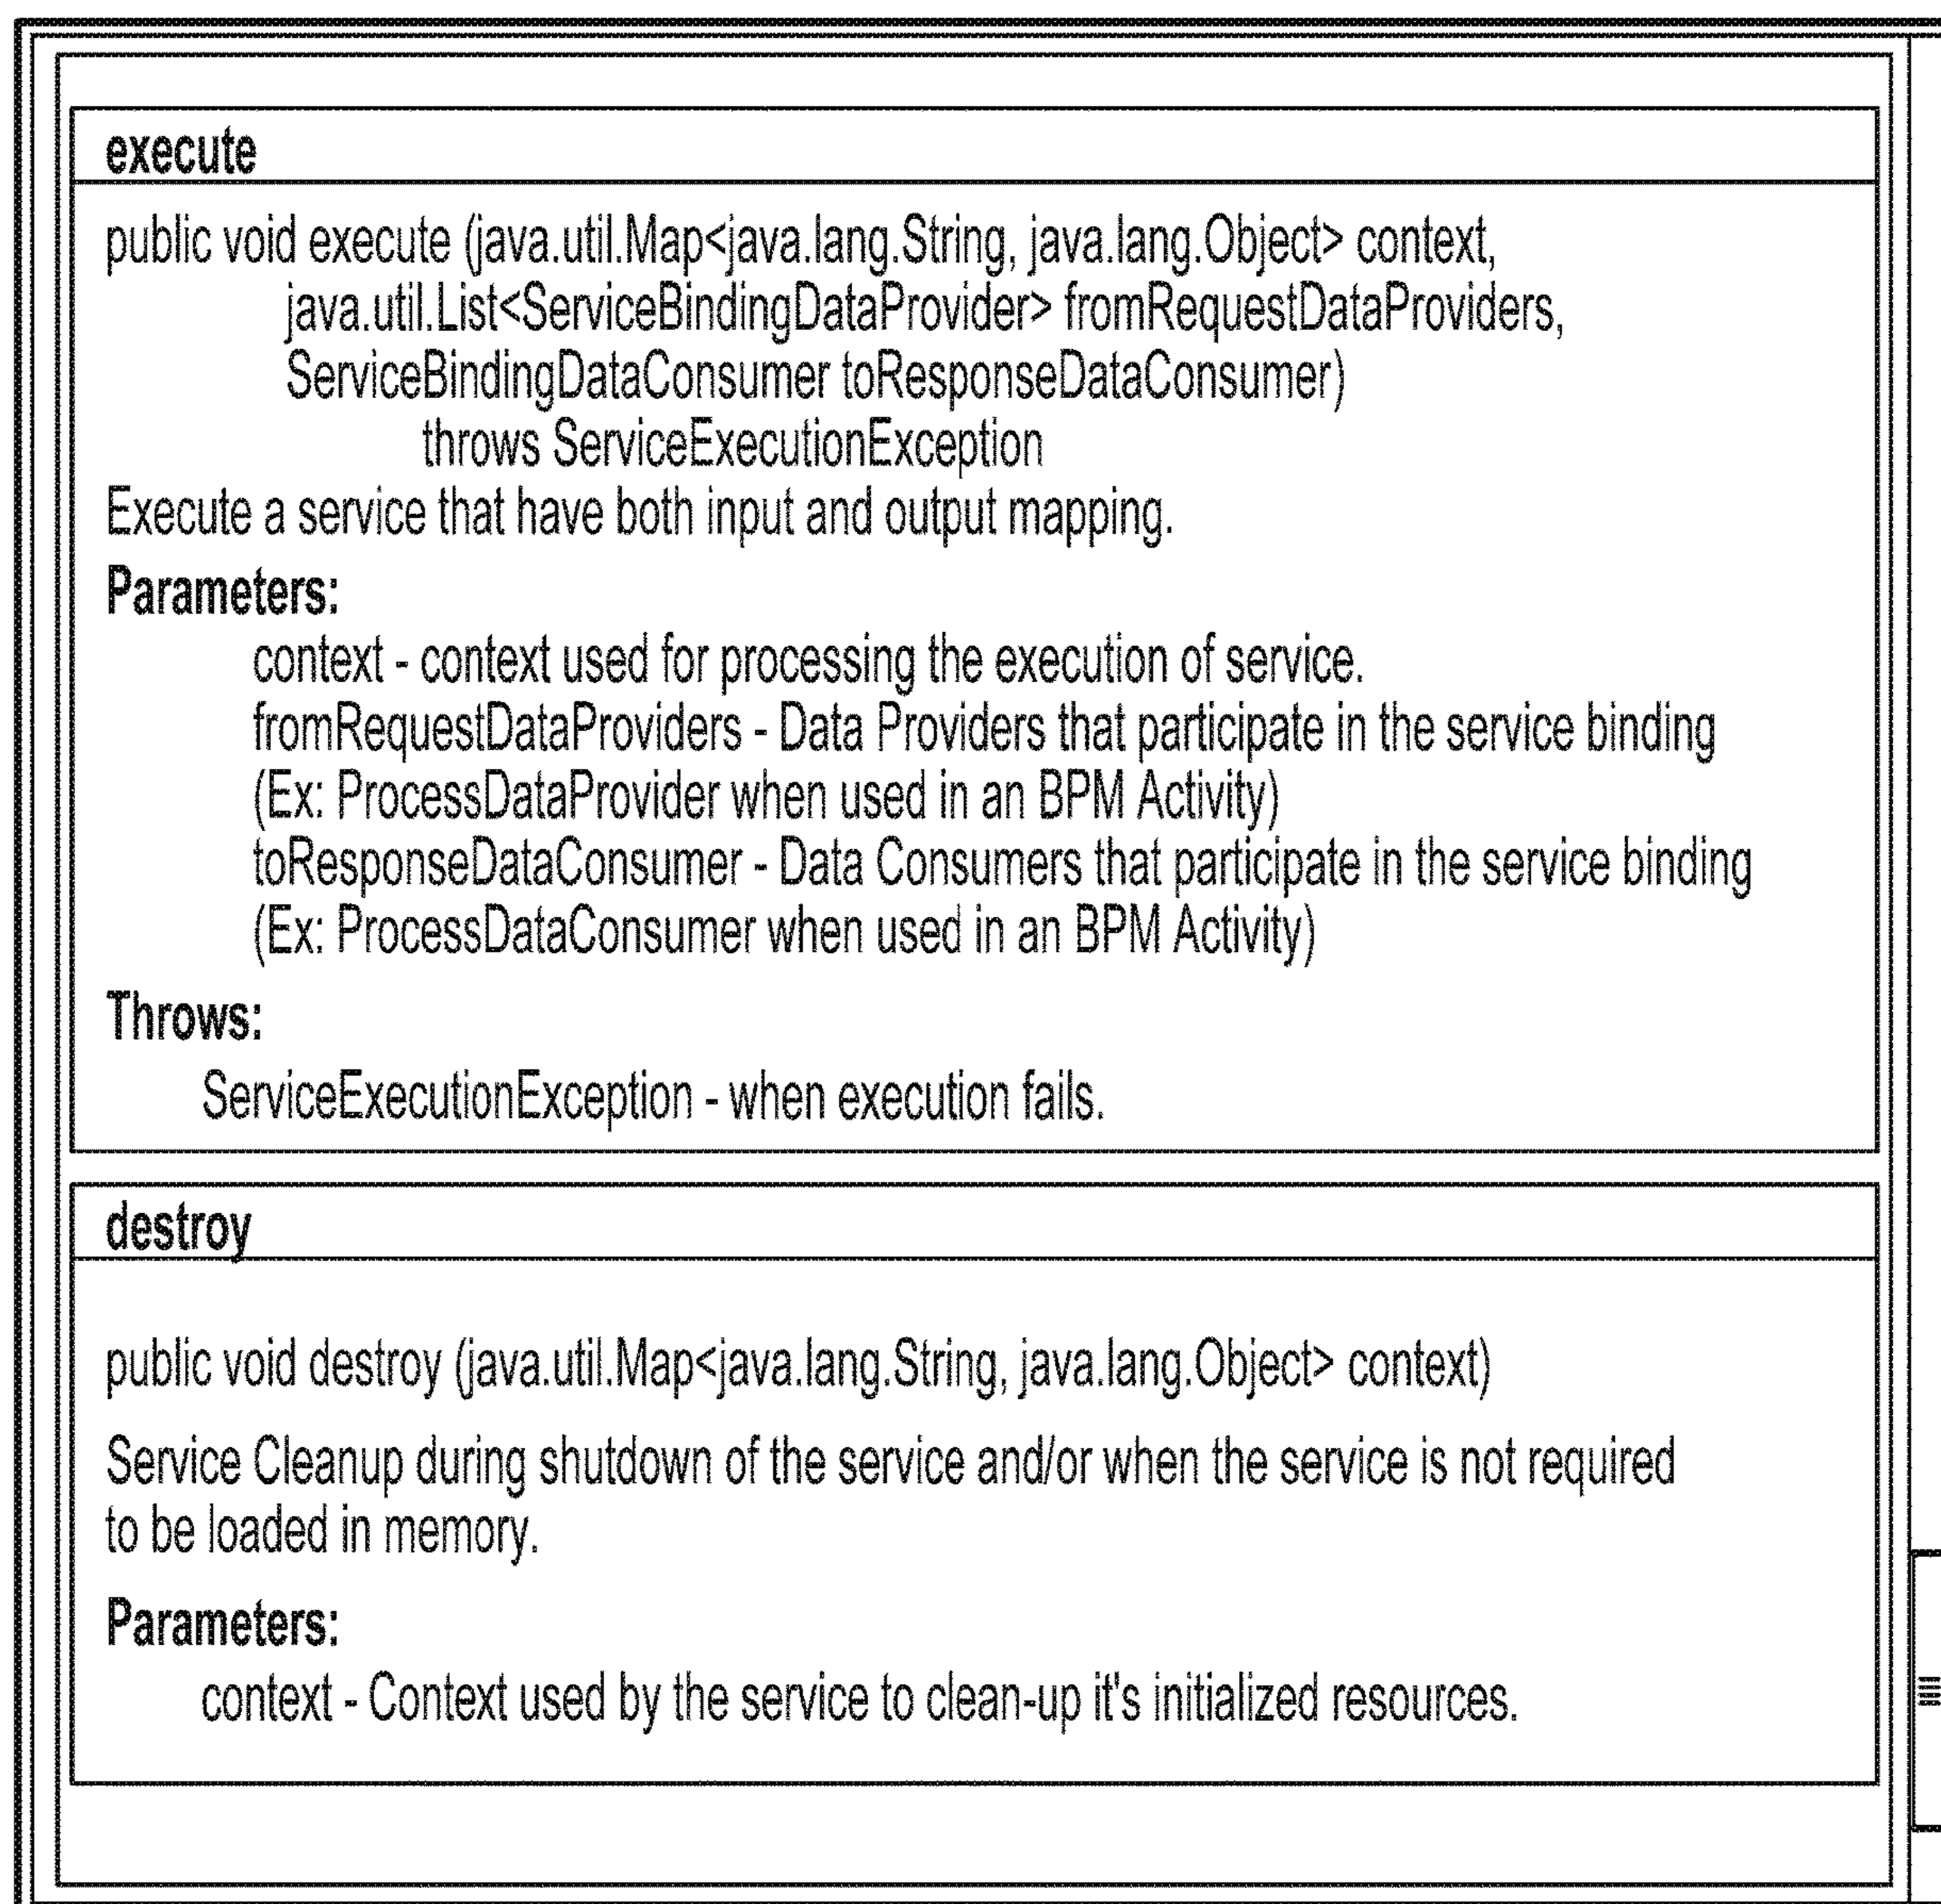 execute
public void execute (java.util.Map<java.lang.String, java.lang.Object> context,
java.util.List<ServiceBindingDataProvider> fromRequestDataProviders,
ServiceBindingDataConsumer toResponseDataConsumer)
throws ServiceExecutionException
Execute a service that have both input and output mapping.
Parameters:
context - context used for processing the execution of service.
fromRequestDataProviders - Data Providers that participate in the service binding
(Ex: ProcessDataProvider when used in an BPM Activity)
toResponseDataConsumer - Data Consumers that participate in the service binding
(Ex: ProcessDataConsumer when used in an BPM Activity)
Throws:
ServiceExecutionException - when execution fails.
destroy
public void destroy (java.util.Map<java.lang.String, java.lang.Object> context)
Service Cleanup during shutdown of the service and/or when the service is not required
to be loaded in memory.
Parameters:
context - Context used by the service to clean-up it's initialized resources.